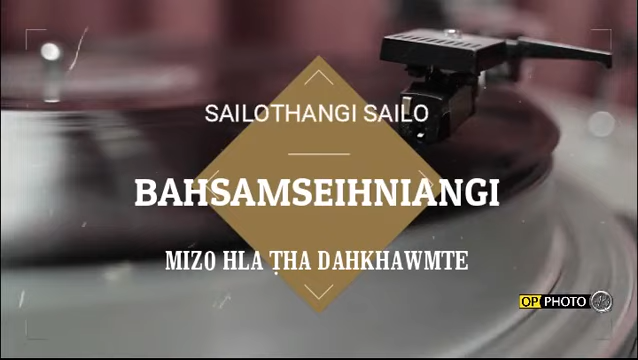 SAILOTHANGI SAILO
BAHSAMSEIHNIANGI
MIZO HLA ṬHA DAHKHAWMTE
OP PHOTO